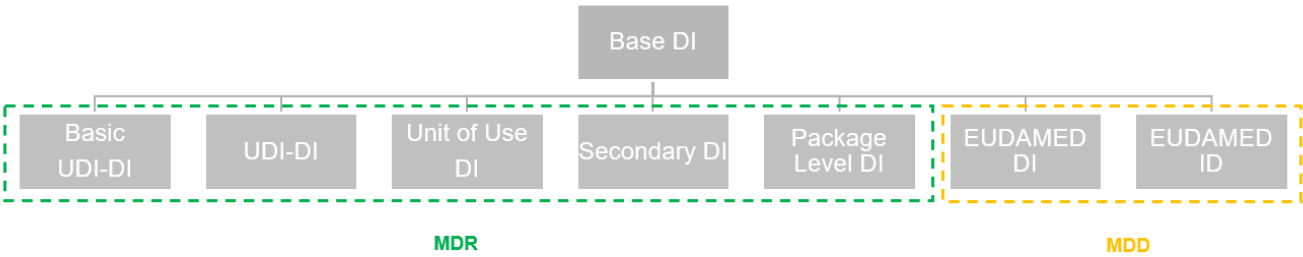 Base DI
Basic
UDI-DI
UDI-DI
Unit of Use
DI
Secondary DI
Package
Level DI
EUDAMED
DI
EUDAMED
ID
MDR
MDD